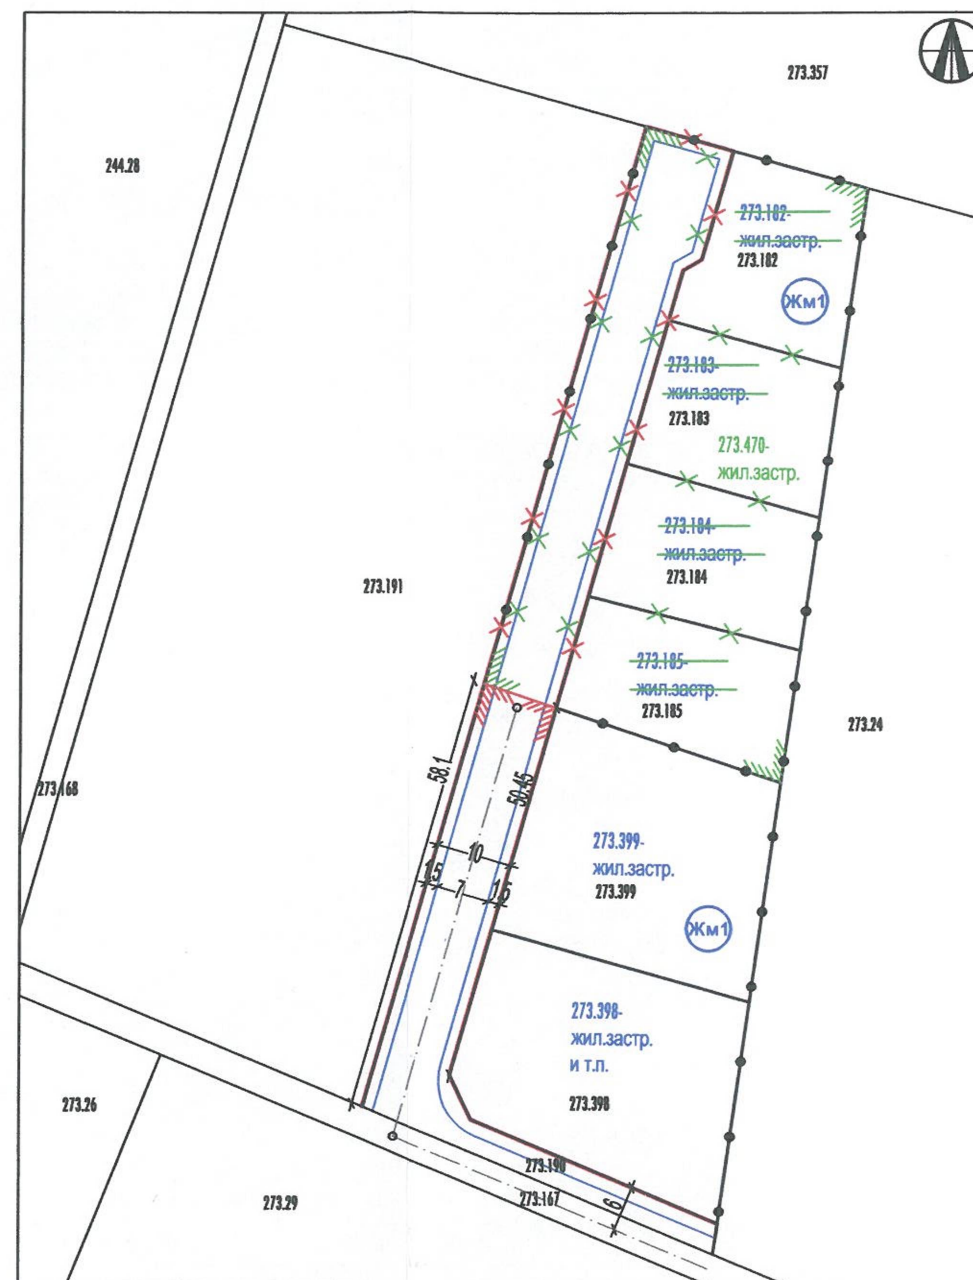 273.357
244.28
273.182-
жил.застр.
273.182
Жм1
273.183-
жил.застр.
273.183
273.470-
жил.застр.
273.184-
жил.застр.
273.184
273.191
273.185-
жил.застр.
273.185
273.24
58.1
50.45
273.168
273.399-
жил.застр.
273.399
10
1.5
7
1.5
Жм1
273.398-
жил.застр.
и т.п.
273.398
273.26
273.190
273.167
273.29
6